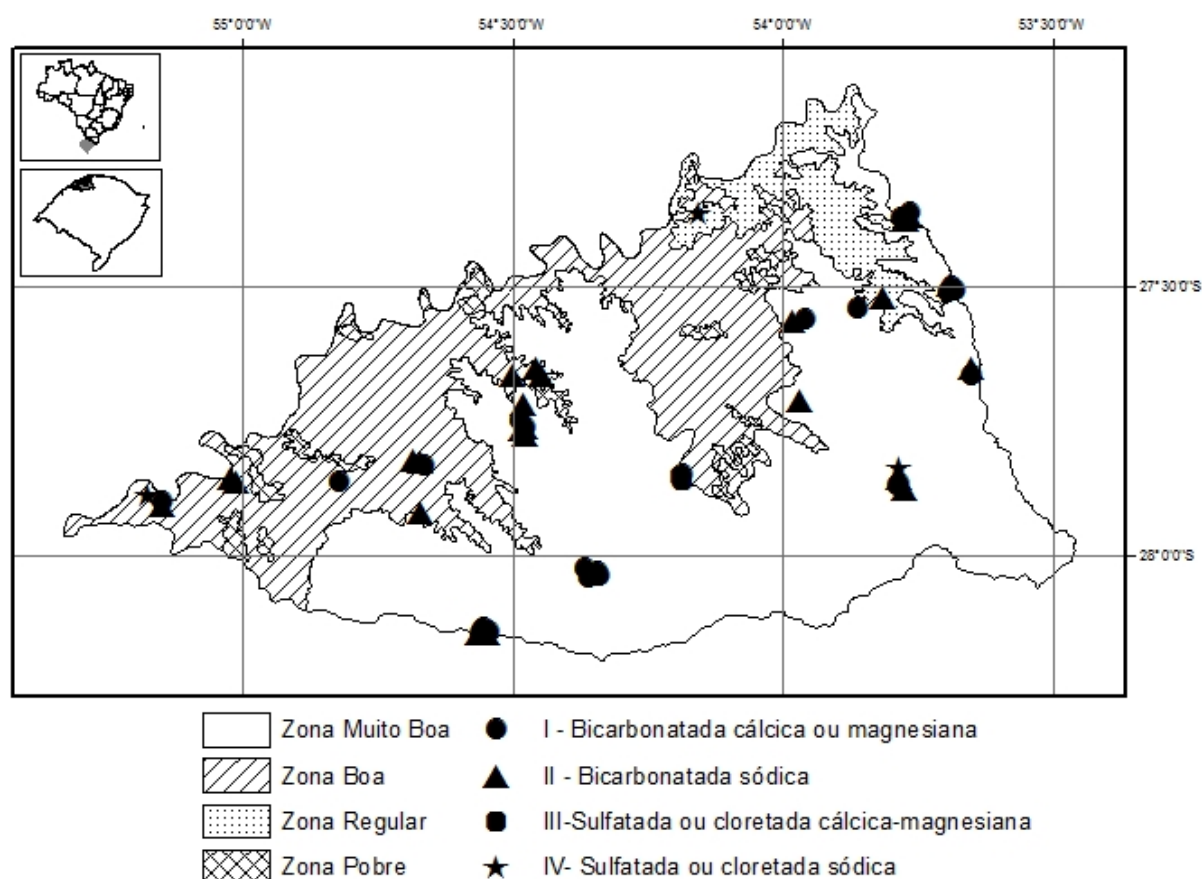 55°0'0"W 54°30'0"W 54°0'0"W 53°30'0"W
27°30'0"S
28°0'0"S
Zona Muito Boa
I - Bicarbonatada cálcica ou magnesiana
Zona Boa
II - Bicarbonatada sódica
Zona Regular
III-Sulfatada ou cloretada cálcica-magnesiana
Zona Pobre
IV- Sulfatada ou cloretada sódica